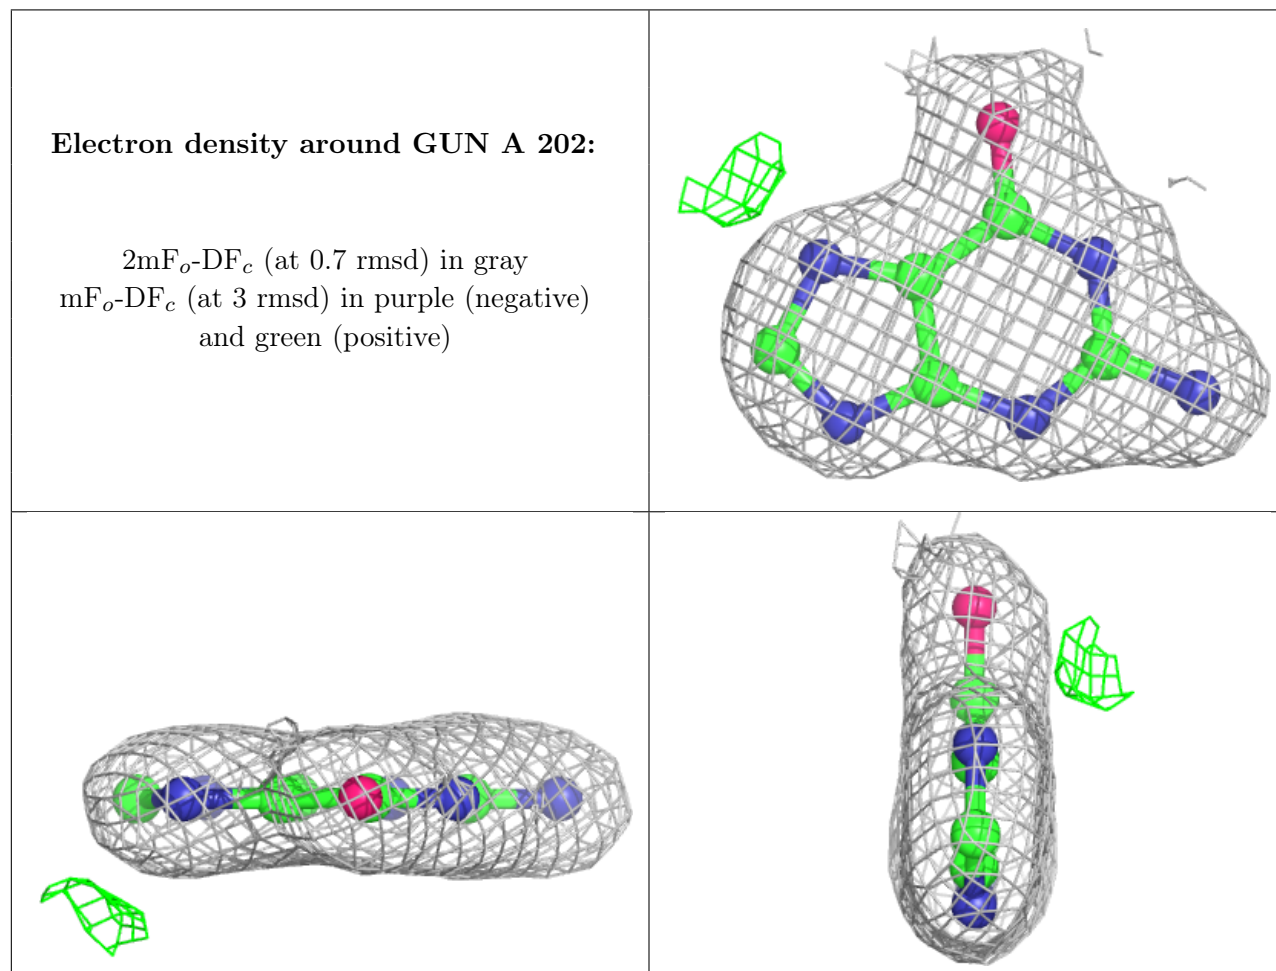 Electron density around GUN A 202:
2mFo-DFc (at 0.7 rmsd) in gray
mFo-DFc (at 3 rmsd) in purple (negative)
and green (positive)